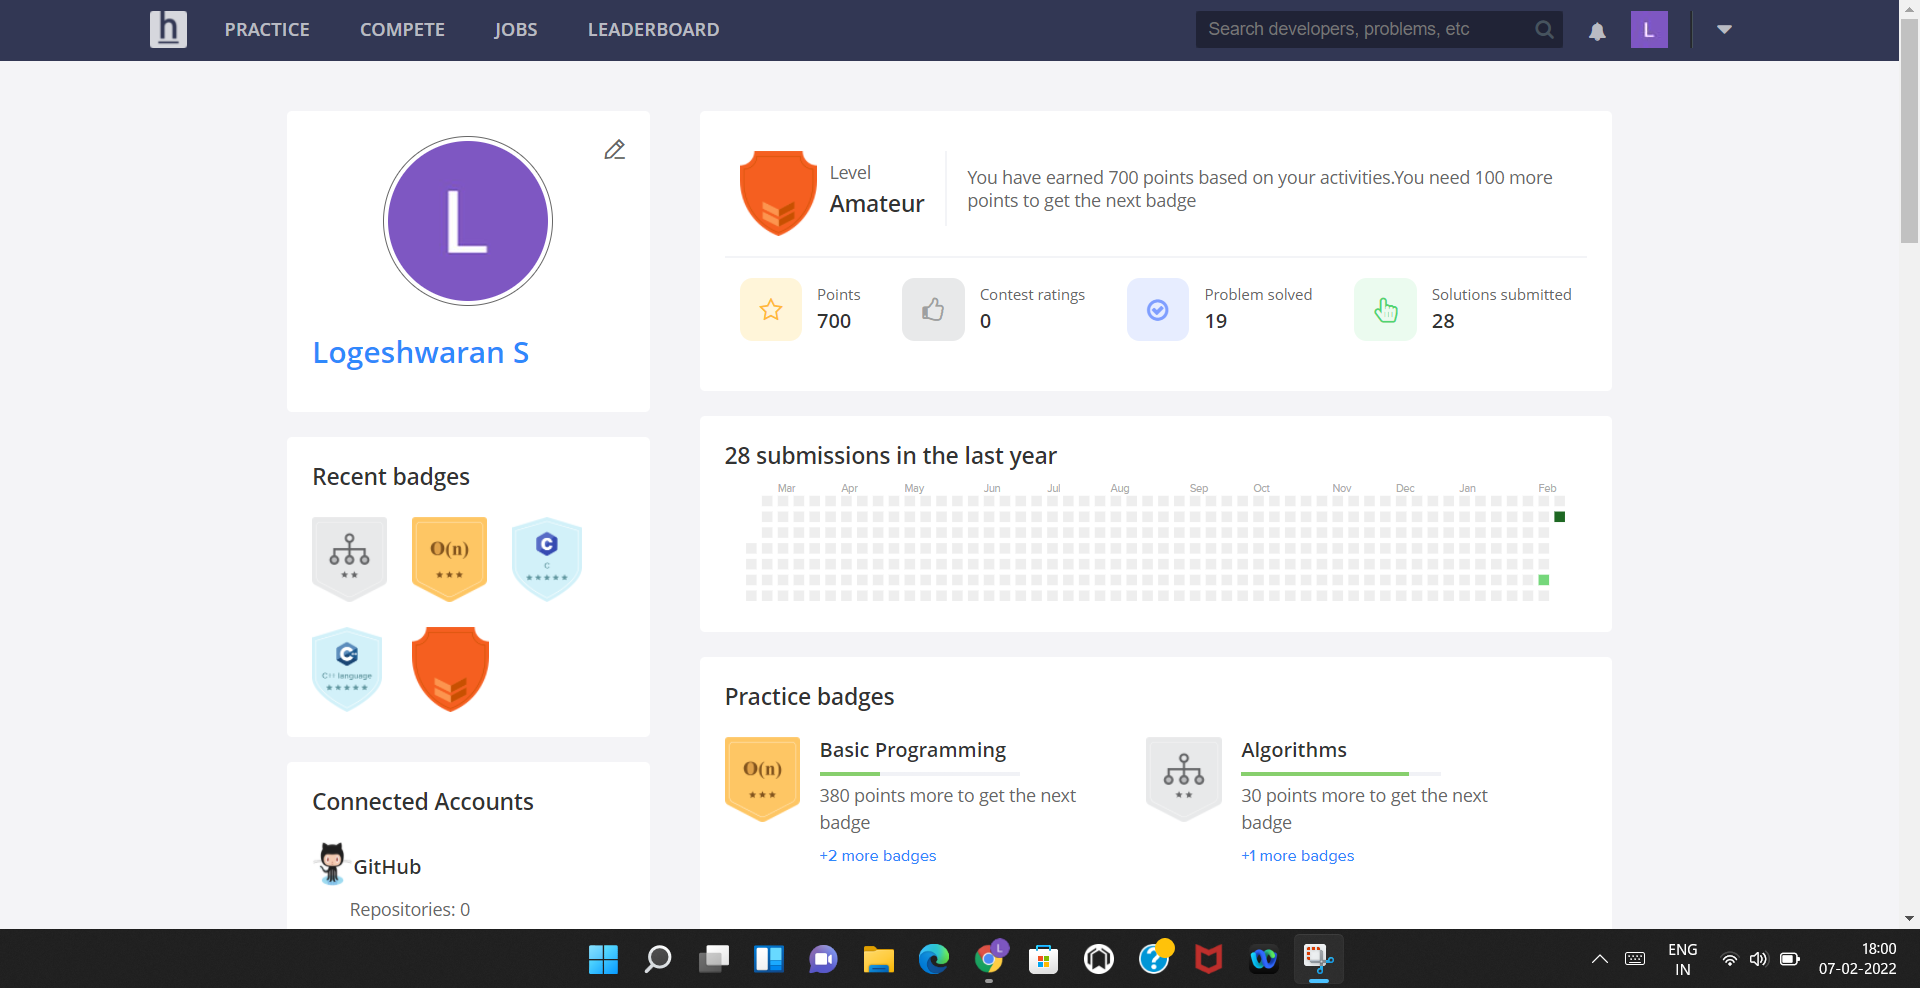 h PRACTICE COMPETE JOBS LEADERBOARD Search developers, problems, etc L
L
Logeshwaran S
Level
Amateur
You have earned 700 points based on your activities.You need 100 more
points to get the next badge
Points
700
Contest ratings
0
Problem solved
19
Solutions submitted
28
Recent badges
O(n)
C
C
C++ language
28 submissions in the last year
Mar Apr May Jun Jul Aug Sep Oct Nov Dec Jan Feb
Practice badges
O(n)
Basic Programming
380 points more to get the next
badge
+2 more badges
Algorithms
30 points more to get the next
badge
+1 more badges
Connected Accounts
GitHub
Repositories: 0
L
ENG
IN
18:00
07-02-2022